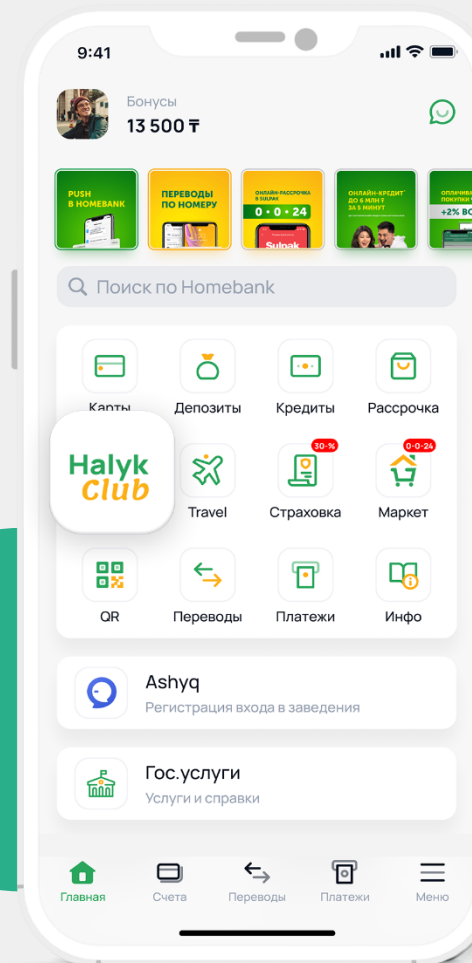 9:41
Бонусы
13 500 ₸
PUSH
В HOMEBANK
ПЕРЕВОДЫ
ПО НОМЕРУ
ОНЛАЙН-РАССРОЧКА
В SULPAK
0 • 0 • 24
Sulpak
ОНЛАЙН-КРЕДИТ
ДО 6 МЛН ₸
ЗА 5 МИНУТ
ПОКУПКИ
Поиск по Homebank
Карты
Депозиты
Кредиты
Рассрочка
Halyk
Club
Travel
30-%
Страховка
0-0-24
Маркет
QR
Переводы
Платежи
Инфо
Ashyq
Регистрация входа в заведения
Гос.услуги
Услуги и справки
Главная
Счета
Переводы
Платежи
Меню